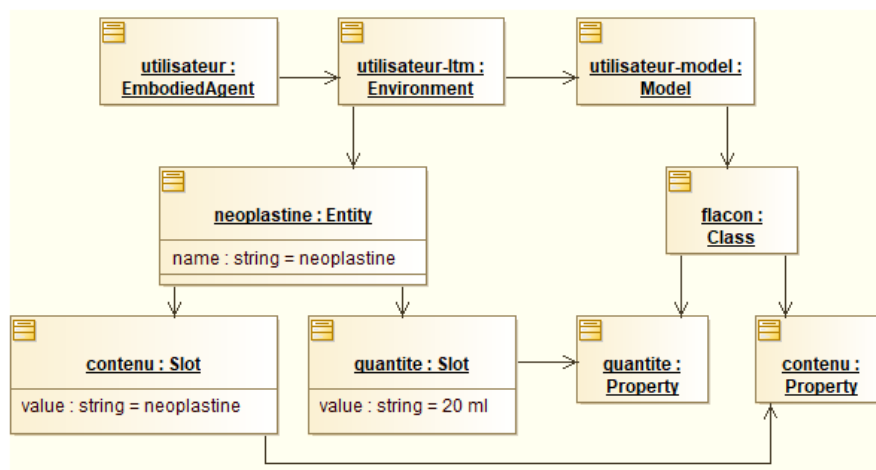 utilisateur :
EmbodiedAgent
utilisateur-ltm :
Environment
utilisateur-model :
Model
neoplastine : Entity
name : string = neoplastine
flacon :
Class
contenu : Slot
value : string = neoplastine
quantite : Slot
value : string = 20 ml
quantite :
Property
contenu :
Property